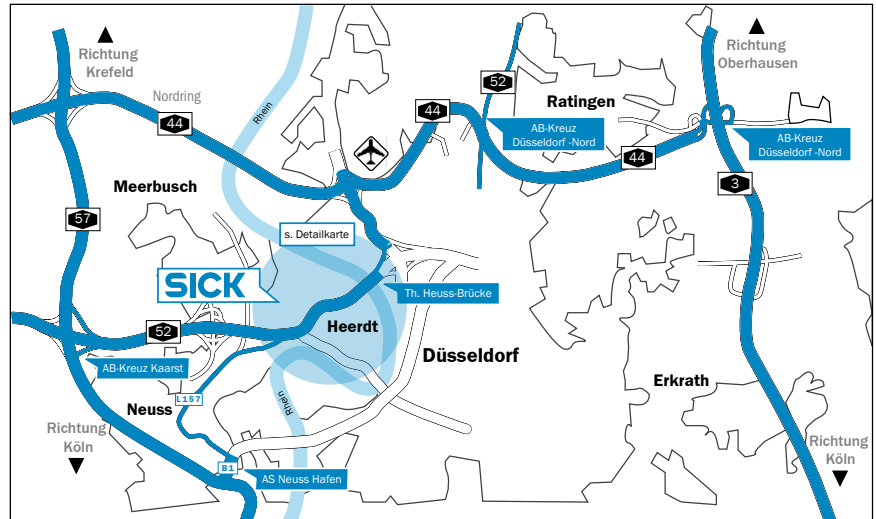 Richtung
Krefeld
Nordring
44
Rhein
44
52
Ratingen
AB-Kreuz
Düsseldorf -Nord
Richtung
Oberhausen
AB-Kreuz
Düsseldorf -Nord
44
3
Meerbusch
57
s. Detailkarte
SICK
Th. Heuss-Brücke
52
Heerdt
AB-Kreuz Kaarst
Düsseldorf
L157
Neuss
Rhein
Erkrath
Richtung
Köln
B1
AS Neuss Hafen
Richtung
Köln